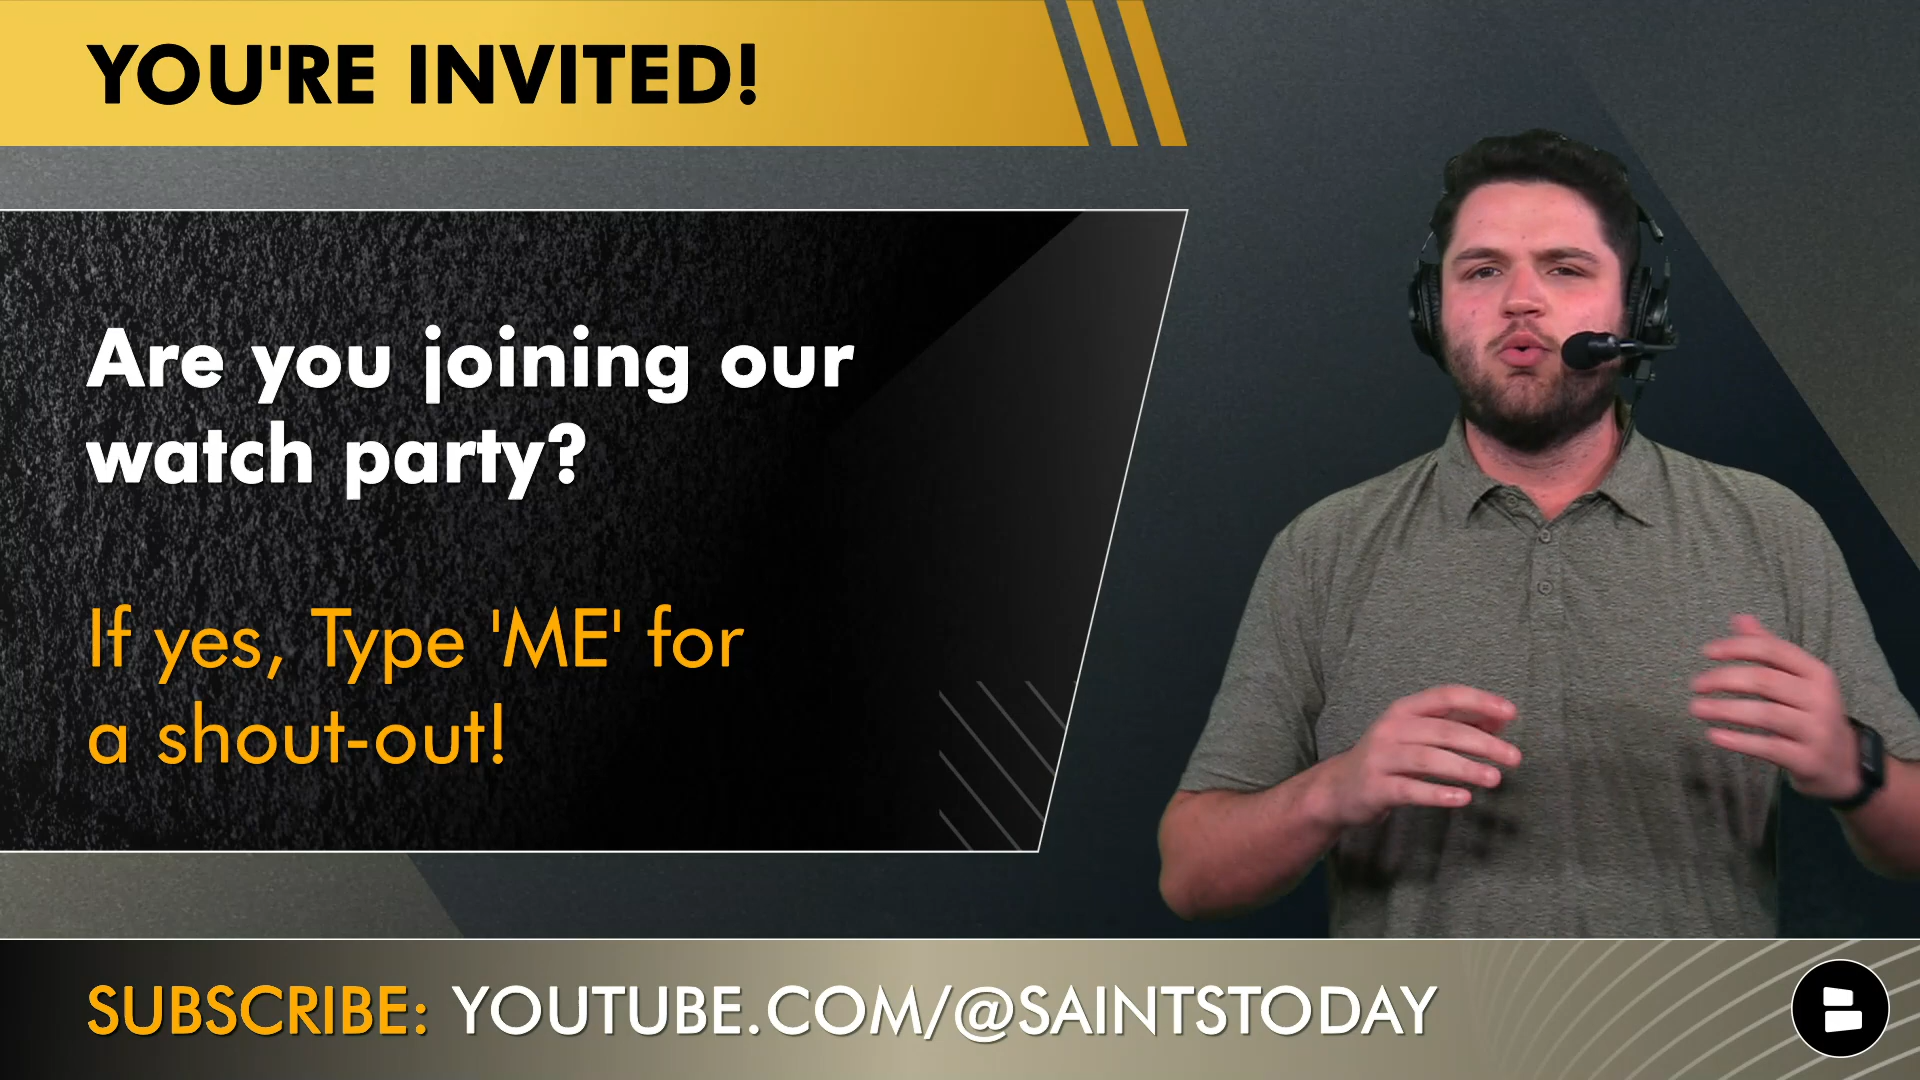 YOU'RE INVITED!
Are you joining our
watch party?
If yes, Type 'ME' for
a shout-out!
SUBSCRIBE: YOUTUBE.COM/@SAINTSTODAY